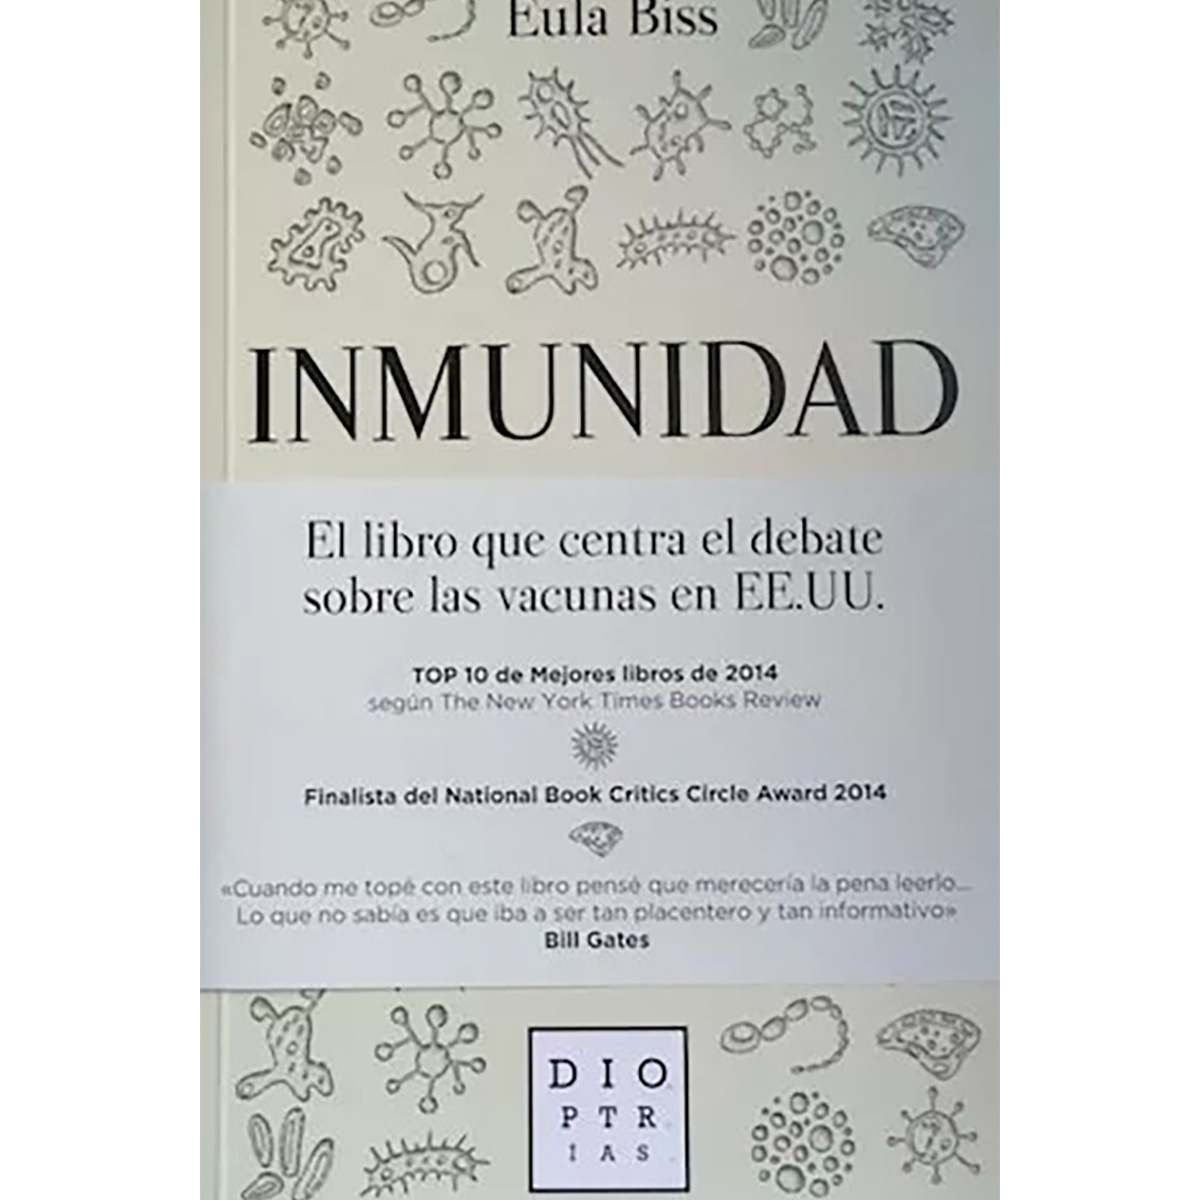 Eula Biss
INMUNIDAD
El libro que centra el debate
sobre las vacunas en EE.UU.
TOP 10 de Mejores libros de 2014
según The New York Times Books Review
Finalista del National Book Critics Circle Award 2014
«Cuando me topé con este libro pensé que merecería la pena leerlo...
Lo que no sabía es que iba a ser tan placentero y tan informativo»
Bill Gates
DIO
PTR
IAS